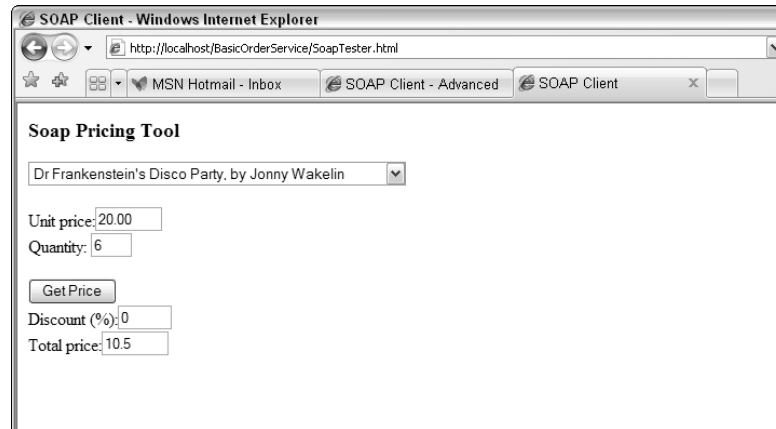 SOAP Client - Windows Internet Explorer
http://localhost/BasicOrderService/SoapTester.html
MSN Hotmail - Inbox
SOAP Client - Advanced
SOAP Client
Soap Pricing Tool
Dr Frankenstein's Disco Party, by Jonny Wakelin
Unit price: 20.00
Quantity: 6
Get Price
Discount (%): 0
Total price: 10.5